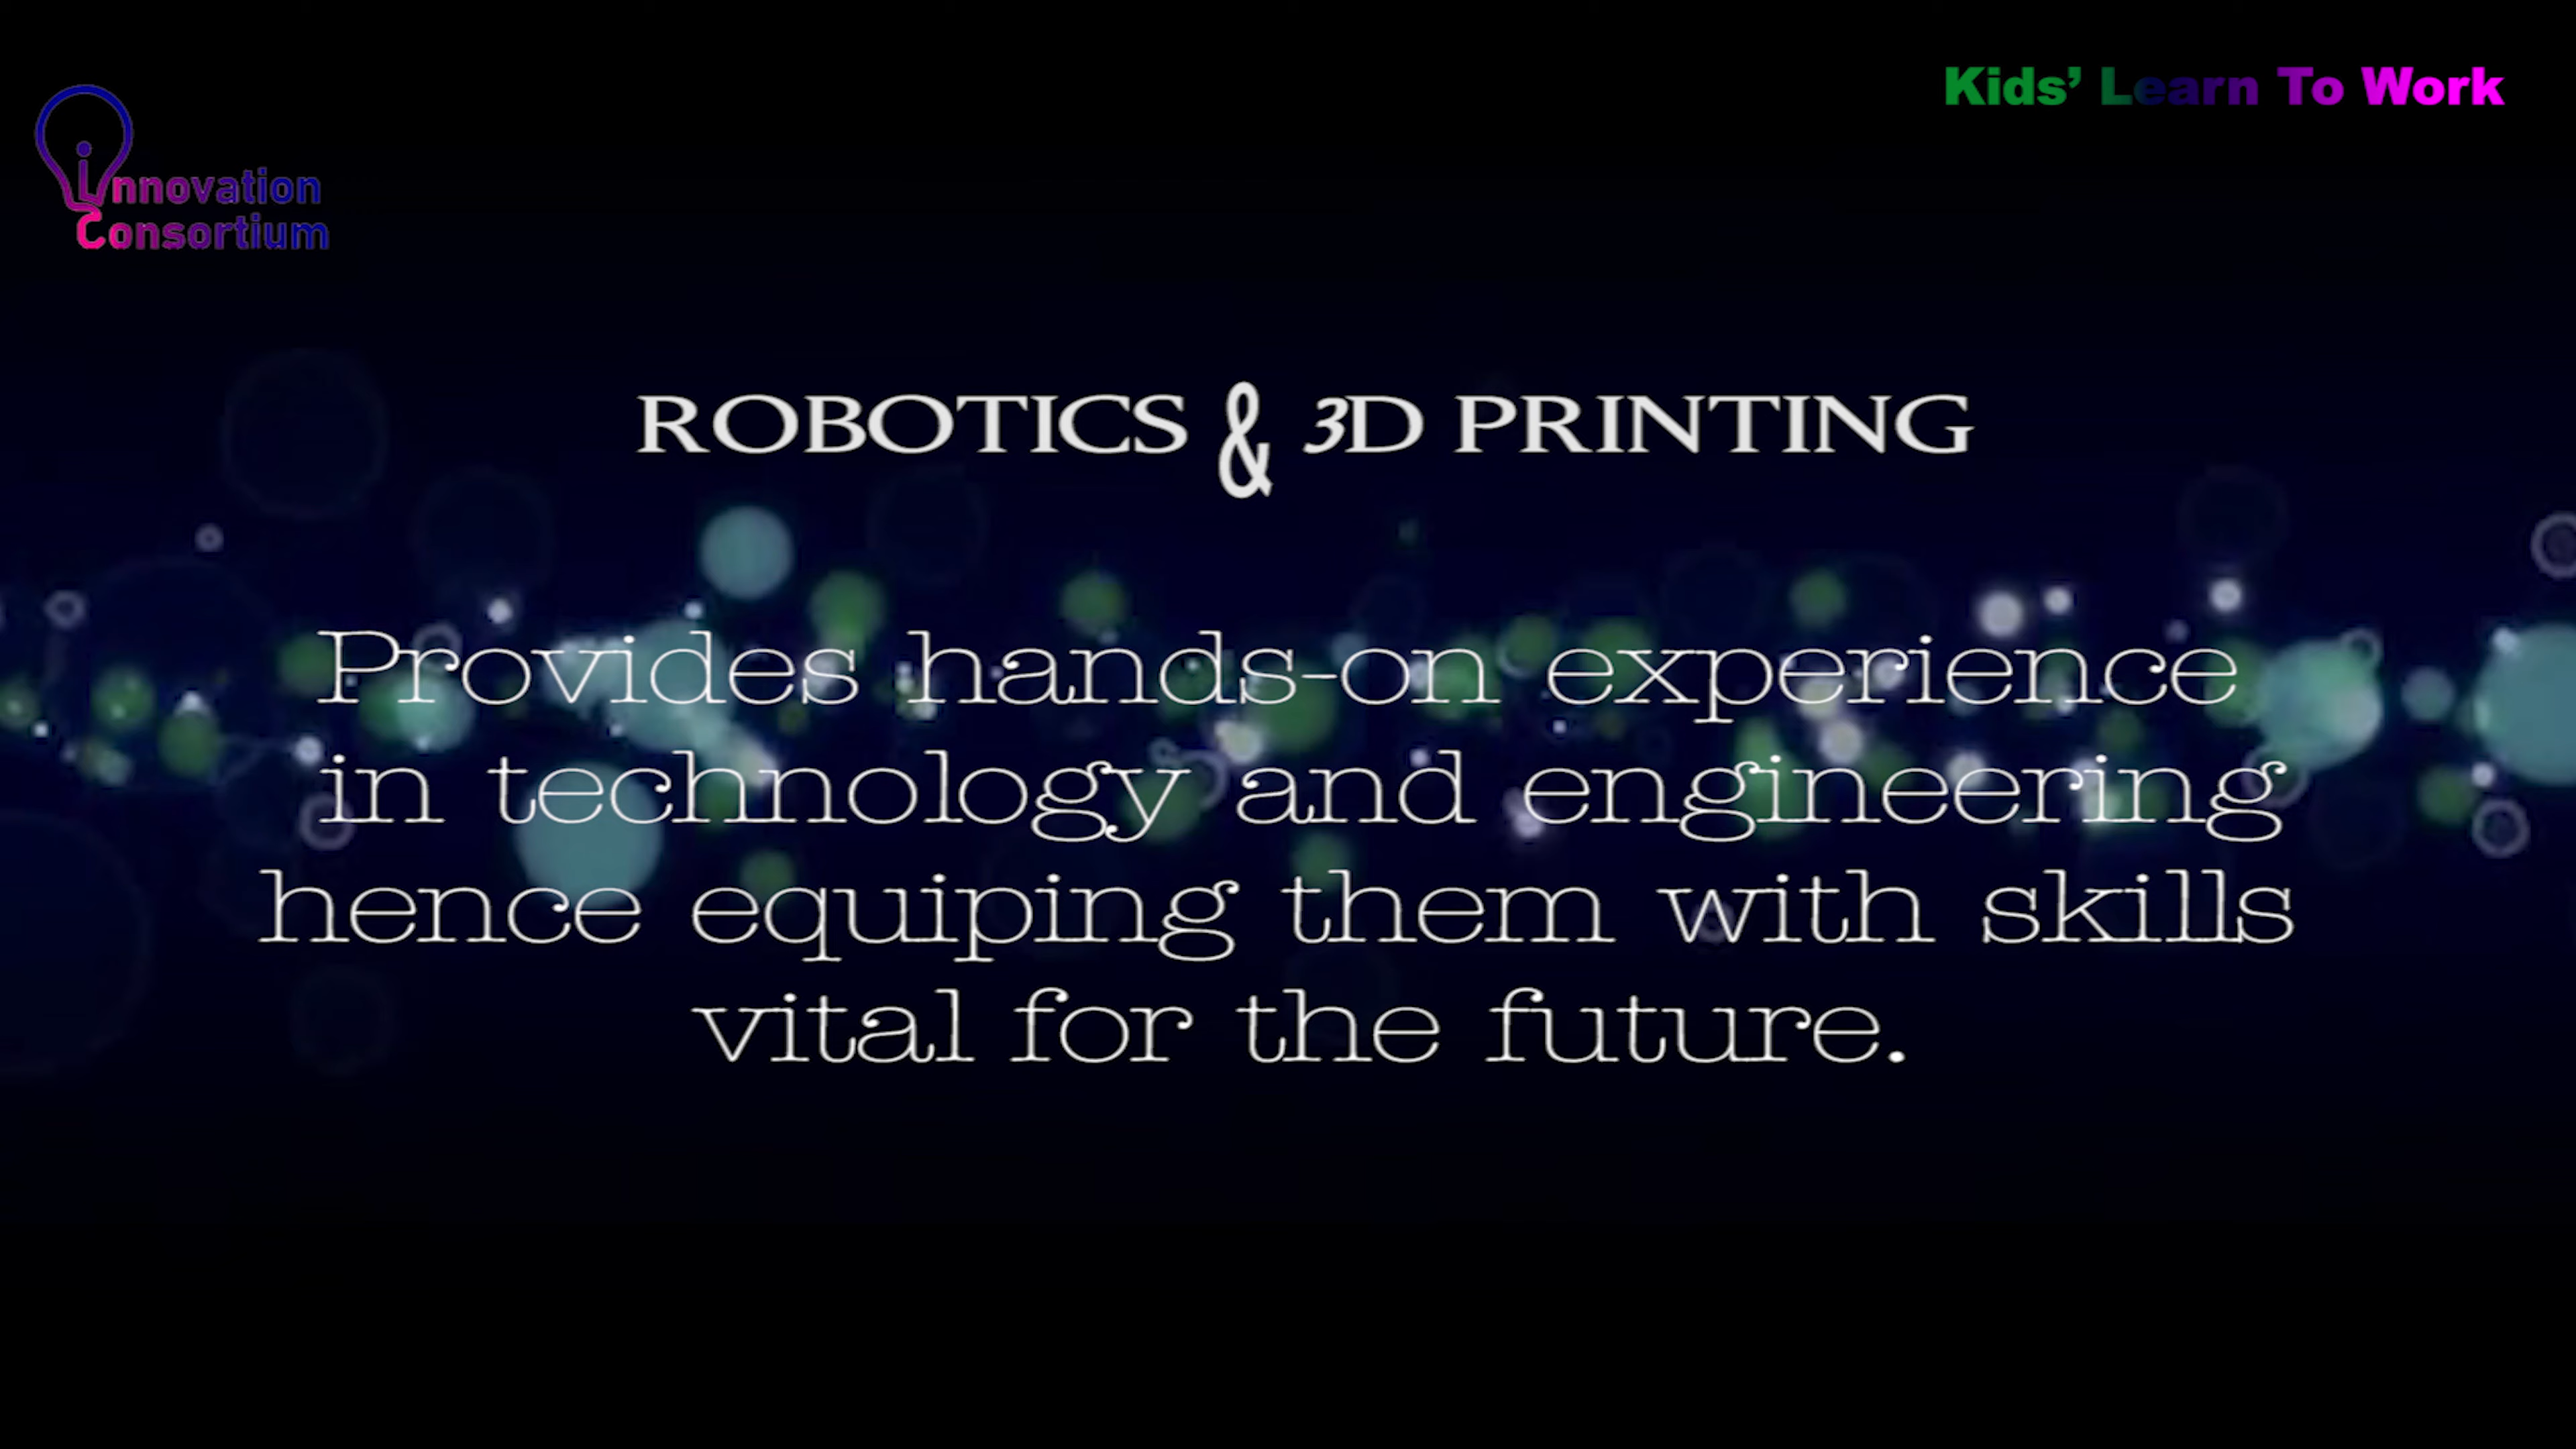 Kids’ Learn To Work
innovation
Consortium
ROBOTICS & 3D PRINTING
Provides hands-on experience
in technology and engineering
hence equiping them with skills
vital for the future.